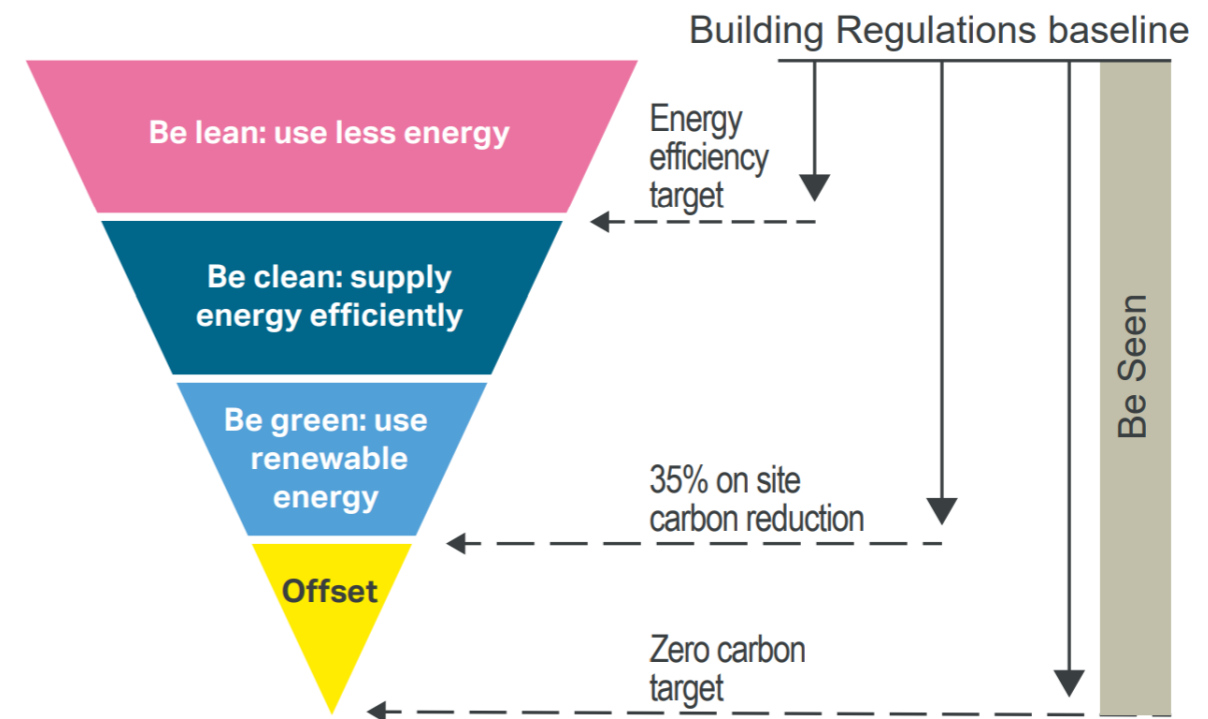 Building Regulations baseline
Be lean: use less energy
Energy
efficiency
target
Be clean: supply
energy efficiently
Be Seen
Be green: use
renewable
energy
35% on site
carbon reduction
Offset
Zero carbon
target